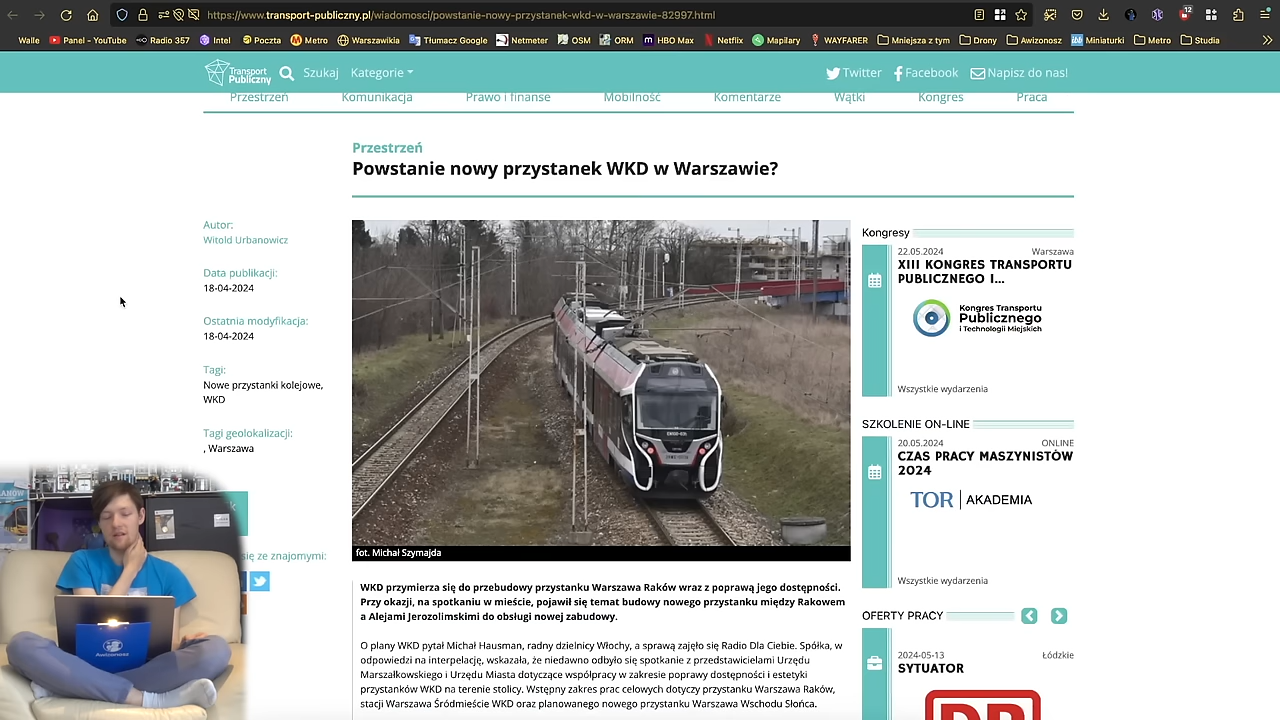 https://www.transport-publiczny.pl/wiadomosci/powstanie-nowy-przystanek-wkd-w-warszawie-82997.html
12
Walle Panel - YouTube Radio 357 Intel Poczta Metro Warszawikia Tłumacz Google Netmeter OSM ORM HBO Max Netflix Mapilary WAYFARER Mniejsza z tym Drony Awizonosz Miniaturki Metro Studia
Transport Publiczny
Szukaj Kategorie
Twitter Facebook Napisz do nas!
Przestrzeń Komunikacja Prawo i finanse Mobilność Komentarze Wątki Kongres Praca
Przestrzeń
Powstanie nowy przystanek WKD w Warszawie?
Autor:
Witold Urbanowicz
Data publikacji:
18-04-2024
Ostatnia modyfikacja:
18-04-2024
Tagi:
Nowe przystanki kolejowe,
WKD
Tagi geolokalizacji:
, Warszawa
się ze znajomymi:
Awizonosz
fot. Michał Szymajda
WKD przymierza się do przebudowy przystanku Warszawa Raków wraz z poprawą jego dostępności.
Przy okazji, na spotkaniu w mieście, pojawił się temat budowy nowego przystanku między Rakowem
a Alejami Jerozolimskimi do obsługi nowej zabudowy.
O plany WKD pytał Michał Hausman, radny dzielnicy Włochy, a sprawą zajęło się Radio Dla Ciebie. Spółka, w
odpowiedzi na interpelację, wskazała, że niedawno odbyło się spotkanie z przedstawicielami Urzędu
Marszałkowskiego i Urzędu Miasta dotyczące współpracy w zakresie poprawy dostępności i estetyki
przystanków WKD na terenie stolicy. Wstępny zakres prac celowych dotyczy przystanku Warszawa Raków,
stacji Warszawa Śródmieście WKD oraz planowanego nowego przystanku Warszawa Wschodu Słońca.
Kongresy
22.05.2024 Warszawa
XIII KONGRES TRANSPORTU
PUBLICZNEGO I...
Kongres Transportu
Publicznego
i Technologii Miejskich
Wszystkie wydarzenia
SZKOLENIE ON-LINE
20.05.2024 ONLINE
CZAS PRACY MASZYNISTÓW
2024
TOR AKADEMIA
Wszystkie wydarzenia
OFERTY PRACY
2024-05-13 Łódzkie
SYTUATOR